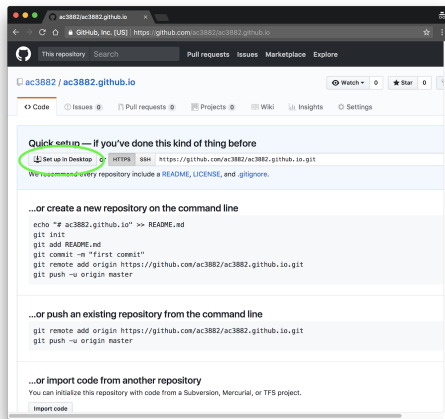 ac3882/ac3882.github.io
GitHub, Inc. [US] https://github.com/ac3882/ac3882.github.io
This repository Search Pull requests Issues Marketplace Explore
ac3882 / ac3882.github.io Watch 0 Star 0
Code Issues 0 Pull requests 0 Projects 0 Wiki Insights Settings
Quick setup — if you've done this kind of thing before
Set up in Desktop or HTTPS SSH https://github.com/ac3882/ac3882.github.io.git
We recommend every repository include a README, LICENSE, and .gitignore.
...or create a new repository on the command line
echo "# ac3882.github.io" >> README.md
git init
git add README.md
git commit -m "first commit"
git remote add origin https://github.com/ac3882/ac3882.github.io.git
git push -u origin master
...or push an existing repository from the command line
git remote add origin https://github.com/ac3882/ac3882.github.io.git
git push -u origin master
...or import code from another repository
You can initialize this repository with code from a Subversion, Mercurial, or TFS project.
Import code